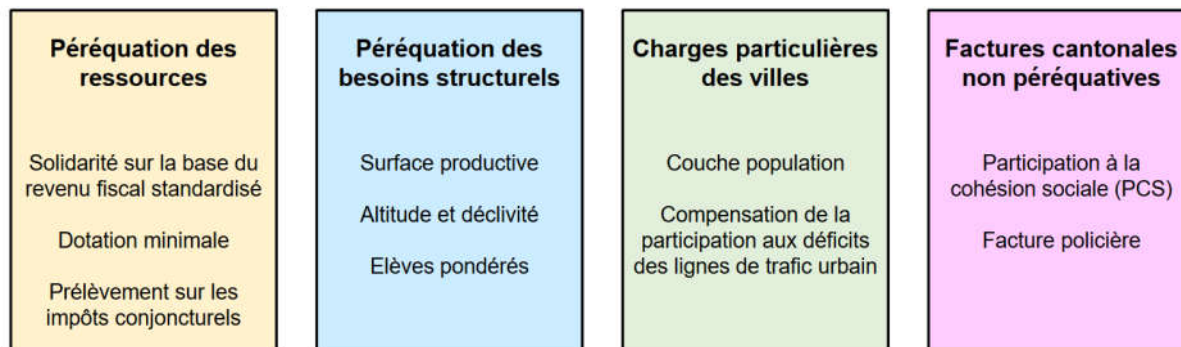 Péréquation des
ressources
Solidarité sur la base du
revenu fiscal standardisé
Dotation minimale
Prélèvement sur les
impôts conjoncturels
Péréquation des
besoins structurels
Surface productive
Altitude et déclivité
Elèves pondérés
Charges particulières
des villes
Couche population
Compensation de la
participation aux déficits
des lignes de trafic urbain
Factures cantonales
non péréquatives
Participation à la
cohésion sociale (PCS)
Facture policière